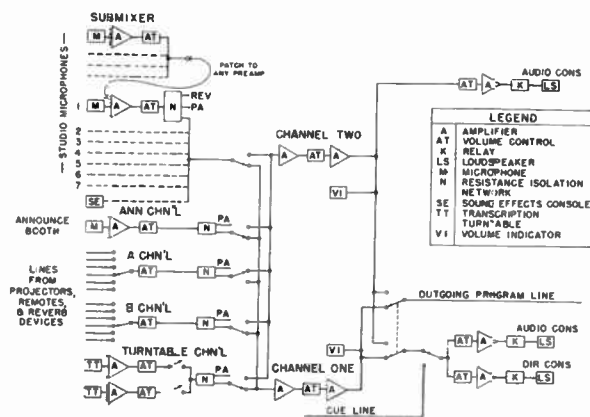 SUBMIXER
M A AT
PATCH TO
ANY PREAMP
STUDIO MICROPHONES
1 M A AT N
REV
PA
2
3
4
5
6
7
SE
ANN CHN'L
ANNOUNCE
BOOTH
M A AT N PA
LINES
FROM
PROJECTORS,
REMOTES,
& REVERB
DEVICES
A CHN'L
AT N PA
B CHN'L
AT N PA
TURNTABLE CHN'L
TT A AT
TT A AT
N PA
CHANNEL TWO
A AT A
VI
CHANNEL ONE
A AT A
VI
AUDIO CONS
AT A K LS
LEGEND
A AMPLIFIER
AT VOLUME CONTROL
K RELAY
LS LOUDSPEAKER
M MICROPHONE
N RESISTANCE ISOLATION
NETWORK
SE SOUND EFFECTS CONSOLE
TT TRANSCRIPTION
TURNTABLE
VI VOLUME INDICATOR
OUTGOING PROGRAM LINE
AUDIO CONS
AT A K LS
DIR CONS
AT A K LS
CUE LINE